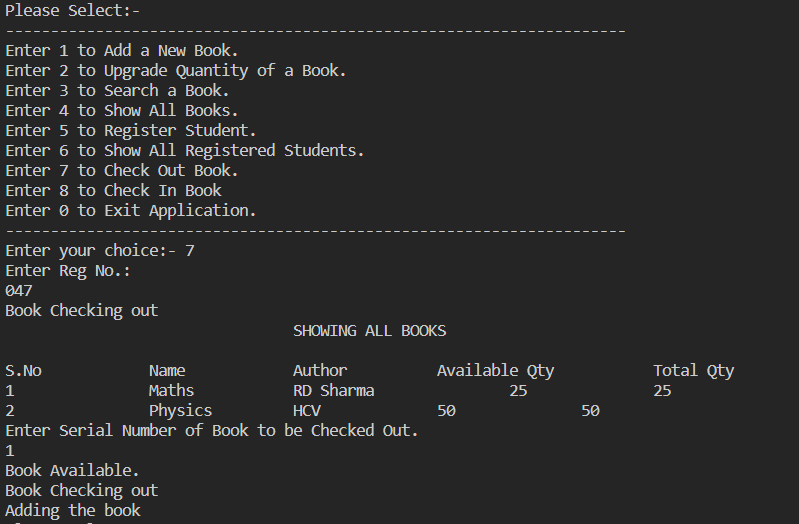 Please Select:-
---------------------------------------------------------------------
Enter 1 to Add a New Book.
Enter 2 to Upgrade Quantity of a Book.
Enter 3 to Search a Book.
Enter 4 to Show All Books.
Enter 5 to Register Student.
Enter 6 to Show All Registered Students.
Enter 7 to Check Out Book.
Enter 8 to Check In Book
Enter 0 to Exit Application.
---------------------------------------------------------------------
Enter your choice:- 7
Enter Reg No.:
047
Book Checking out
SHOWING ALL BOOKS
S.No Name Author Available Qty Total Qty
1 Maths RD Sharma 25 25
2 Physics HCV 50 50
Enter Serial Number of Book to be Checked Out.
1
Book Available.
Book Checking out
Adding the book